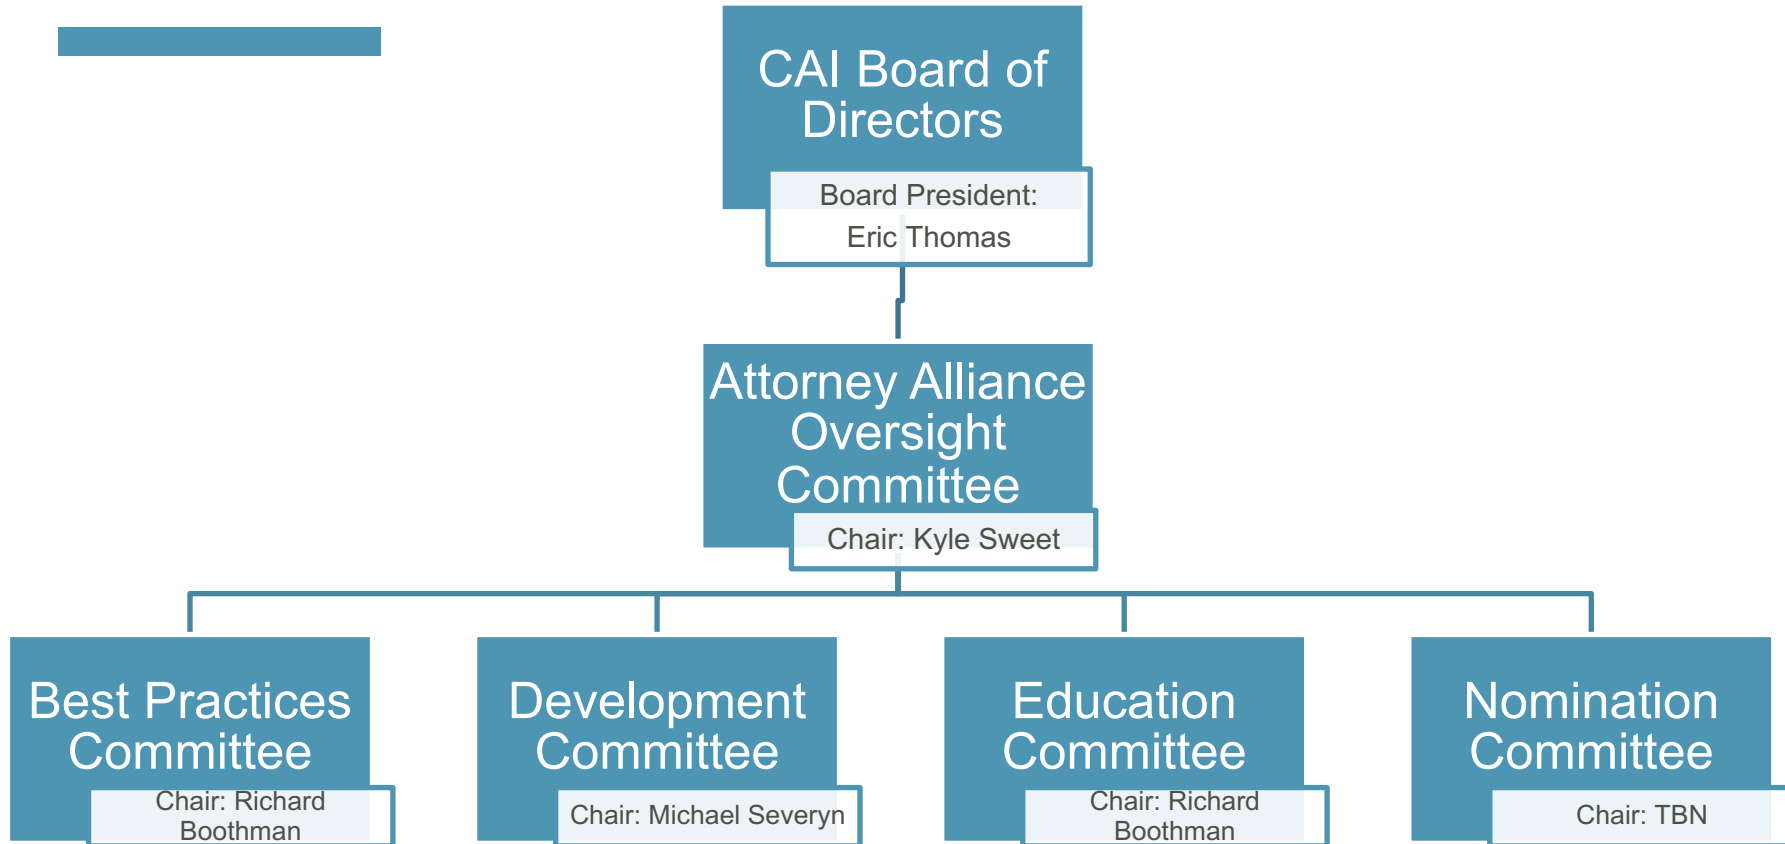 CAI Board of
Directors
Board President:
Eric Thomas
Attorney Alliance
Oversight
Committee
Chair: Kyle Sweet
Best Practices
Committee
Chair: Richard
Boothman
Development
Committee
Chair: Michael Severyn
Education
Committee
Chair: Richard
Boothman
Nomination
Committee
Chair: TBN